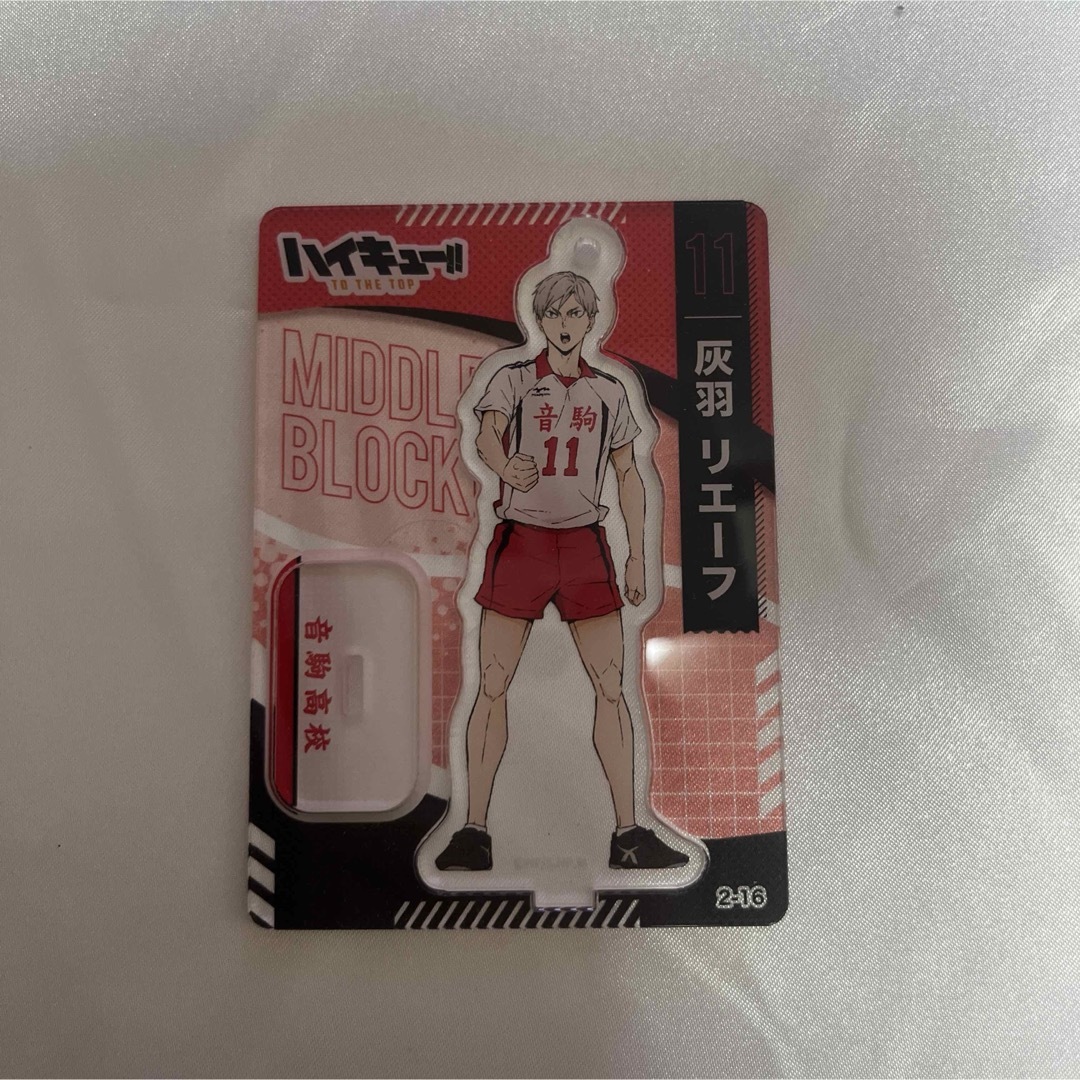 ハイキュー!!
TO THE TOP
MIDDLE
BLOCK
11
灰羽 リエーフ
音駒
11
音駒高校
2-16